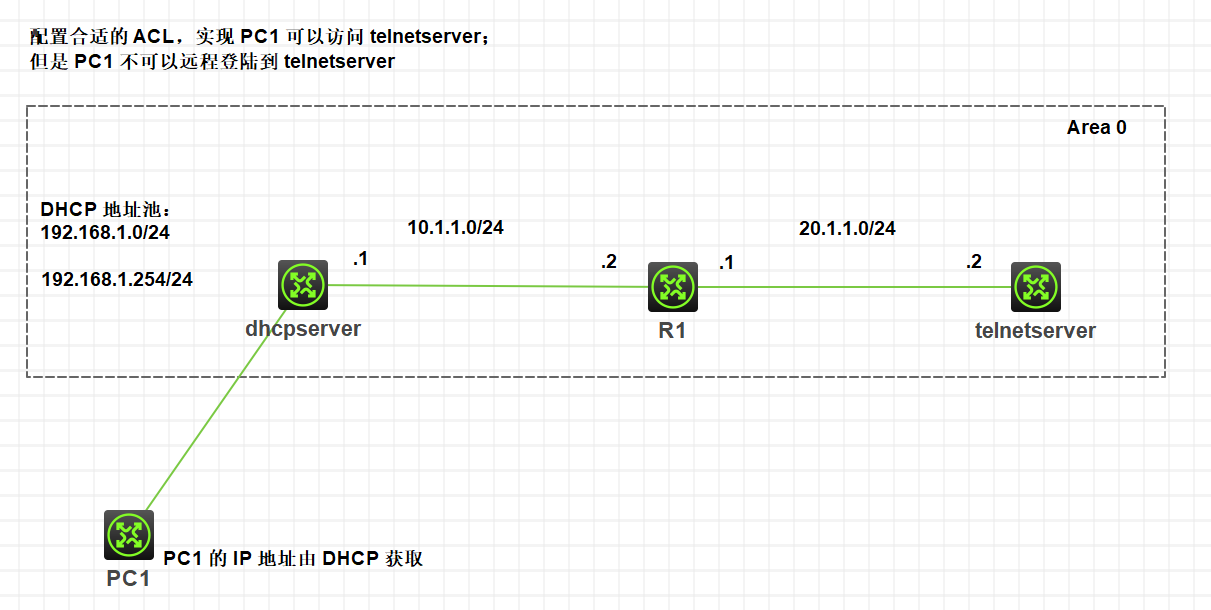 配置合适的 ACL，实现 PC1 可以访问 telnetserver；
但是 PC1 不可以远程登陆到 telnetserver
Area 0
DHCP 地址池：
192.168.1.0/24
10.1.1.0/24
20.1.1.0/24
192.168.1.254/24
.1
.2
.1
.2
dhcpserver
R1
telnetserver
PC1 的 IP 地址由 DHCP 获取
PC1